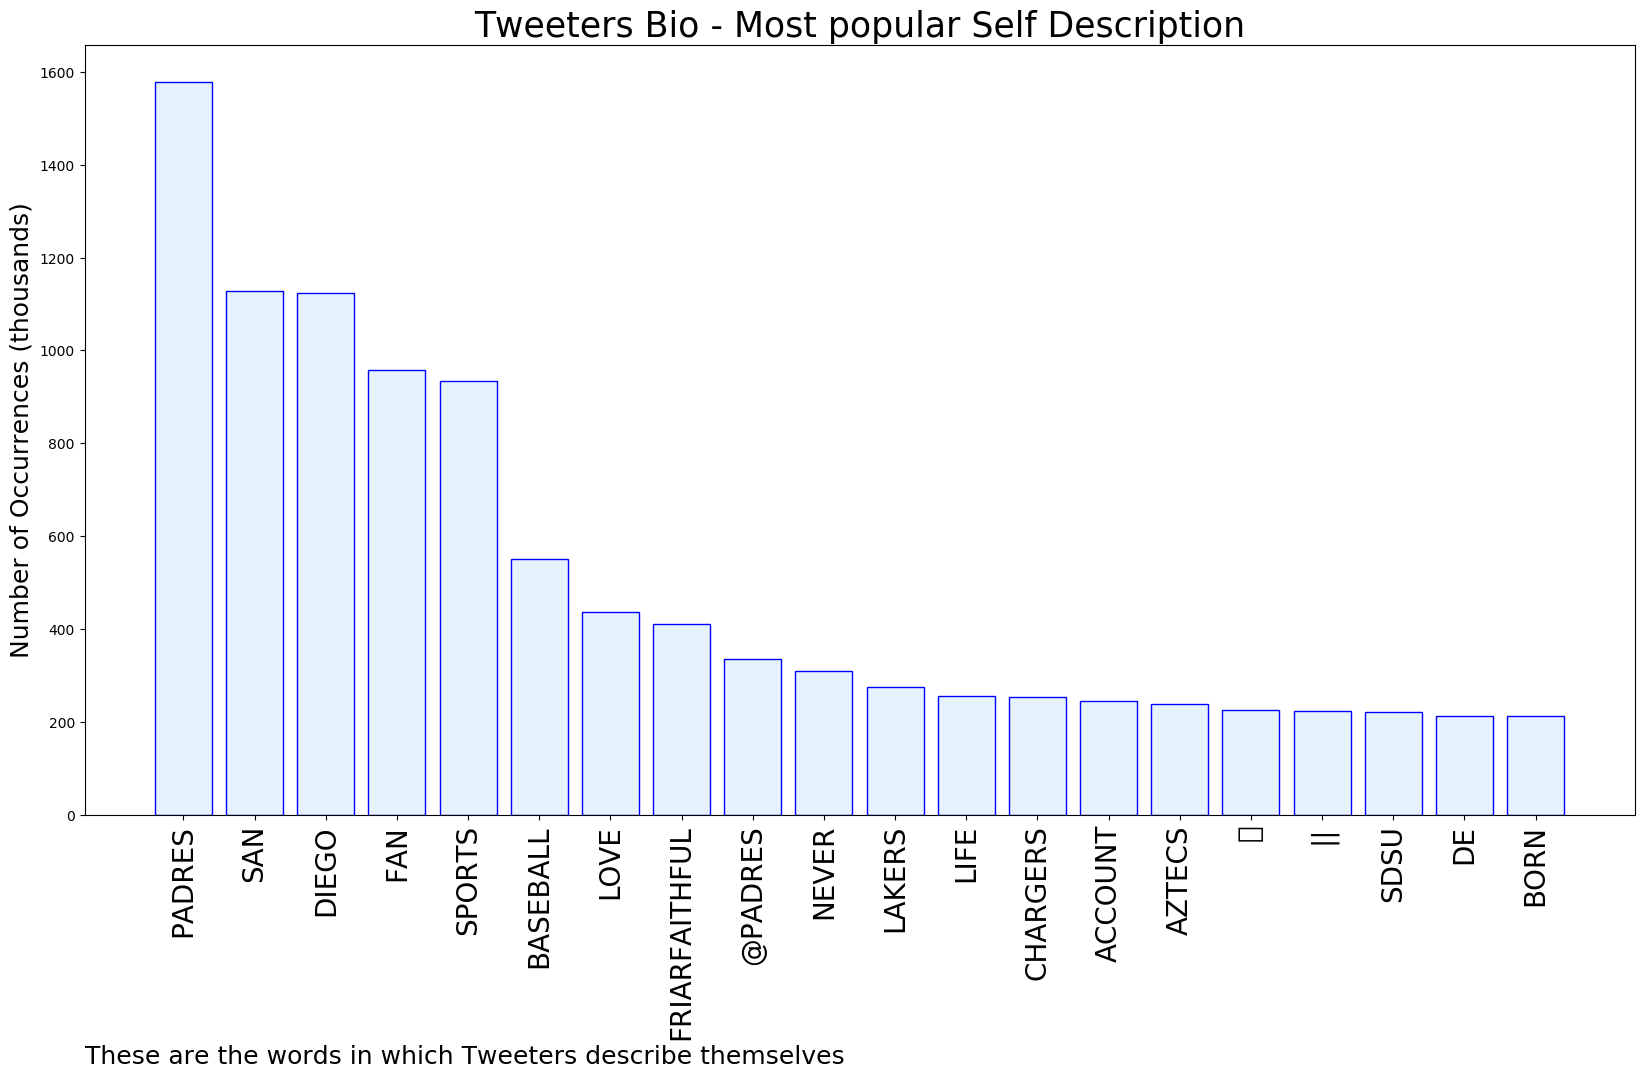 Tweeters Bio - Most popular Self Description
Number of Occurrences (thousands)
1600
1400
1200
1000
800
600
400
200
0
PADRES
SAN
DIEGO
FAN
SPORTS
BASEBALL
LOVE
FRIARFAITHFUL
@PADRES
NEVER
LAKERS
LIFE
CHARGERS
ACCOUNT
AZTECS
||
SDSU
DE
BORN
These are the words in which Tweeters describe themselves